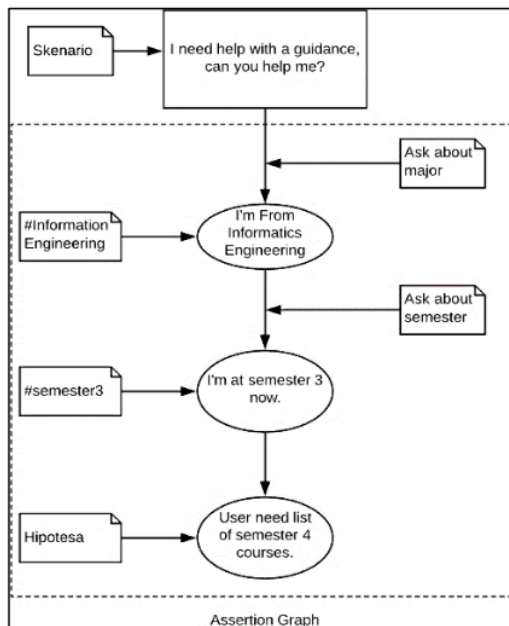 Skenario
I need help with a guidance,
can you help me?
Ask about
major
#Information
Engineering
I'm From
Informatics
Engineering
Ask about
semester
#semester3
I'm at semester 3
now.
Hipotesa
User need list
of semester 4
courses.
Assertion Graph